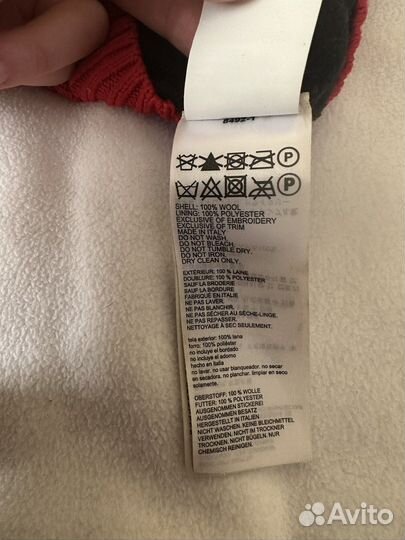 8492-1
P
P
SHELL: 100% WOOL
LINING: 100% POLYESTER
EXCLUSIVE OF EMBROIDERY
EXCLUSIVE OF TRIM
MADE IN ITALY
DO NOT WASH.
DO NOT BLEACH.
DO NOT TUMBLE DRY.
DO NOT IRON.
DRY CLEAN ONLY.
EXTÉRIEUR: 100 % LAINE
DOUBLURE: 100 % POLYESTER
SAUF LA BRODERIE
SAUF LA BORDURE
FABRIQUÉ EN ITALIE
NE PAS LAVER.
NE PAS BLANCHIR.
NE PAS SÉCHER AU SÈCHE-LINGE.
NE PAS REPASSER.
NETTOYAGE À SEC SEULEMENT.
tela exterior: 100% lana
forro: 100% poliéster
no incluye el bordado
no incluye el adorno
hecho en Italia
no lavar. no usar blanqueador. no secar
en secadora. no planchar. limpiar en seco
solamente.
OBERSTOFF: 100 % WOLLE
FUTTER: 100 % POLYESTER
AUSGENOMMEN STICKEREI
AUSGENOMMEN BESATZ
HERGESTELLT IN ITALIEN
NICHT WASCHEN. KEINE BLEICHMITTEL
VERWENDEN. NICHT IM TROCKNER
TROCKNEN. NICHT BÜGELN. NUR
CHEMISCH REINIGEN.
Avito